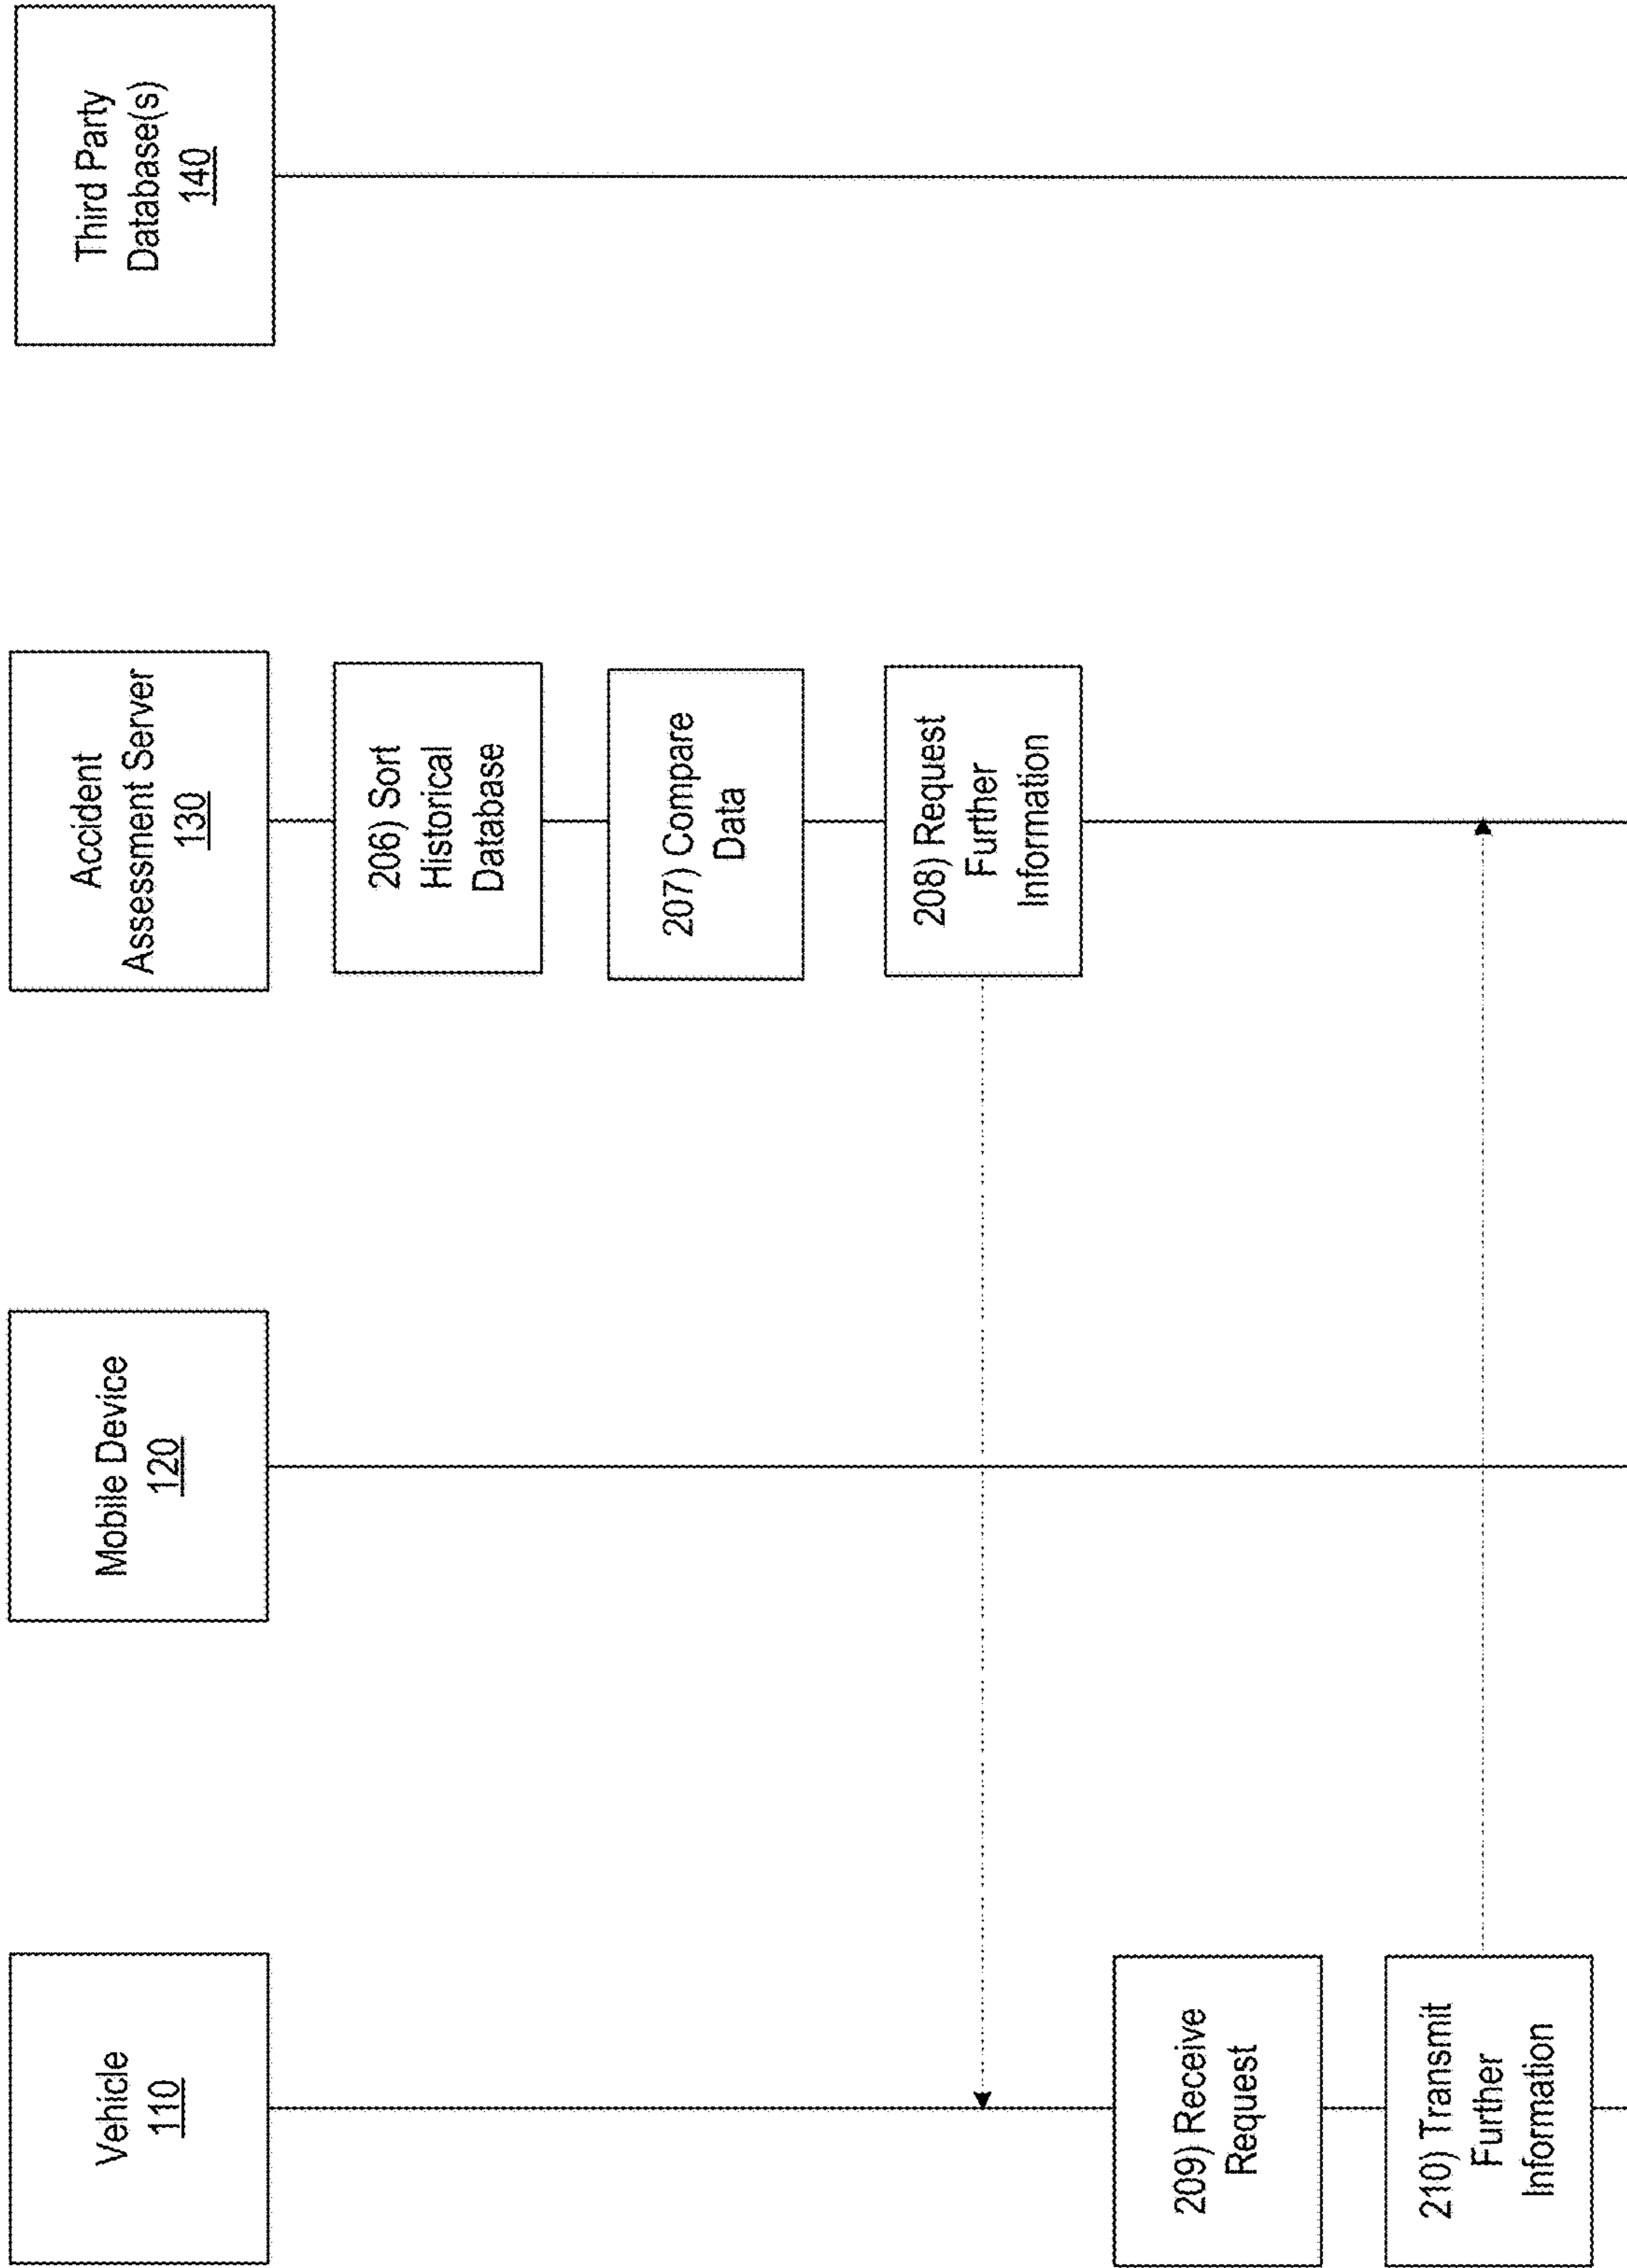 Vehicle
110
Mobile Device
120
Accident
Assessment Server
130
Third Party
Database(s)
140
206) Sort
Historical
Database
207) Compare
Data
208) Request
Further
Information
209) Receive
Request
210) Transmit
Further
Information